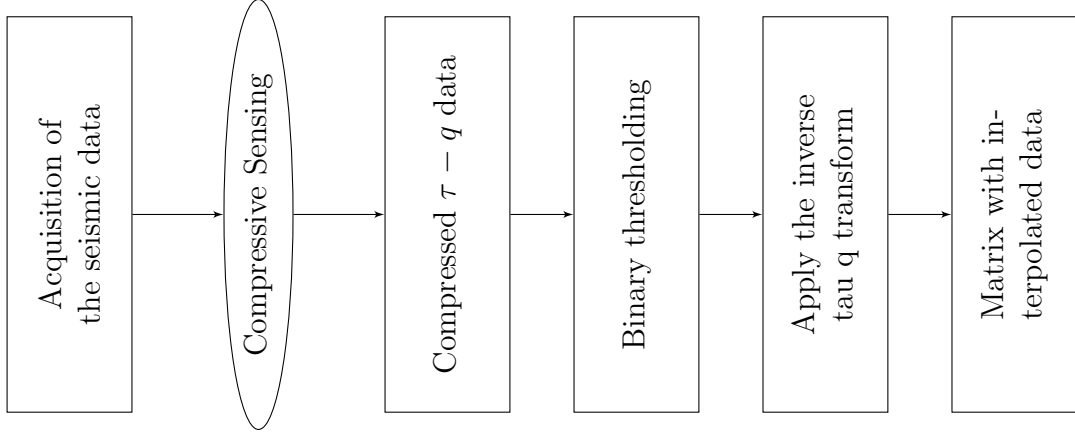 Acquisition of
the seismic data
Compressive Sensing
Compressed τ − q data
Binary thresholding
Apply the inverse
tau q transform
Matrix with in-
terpolated data